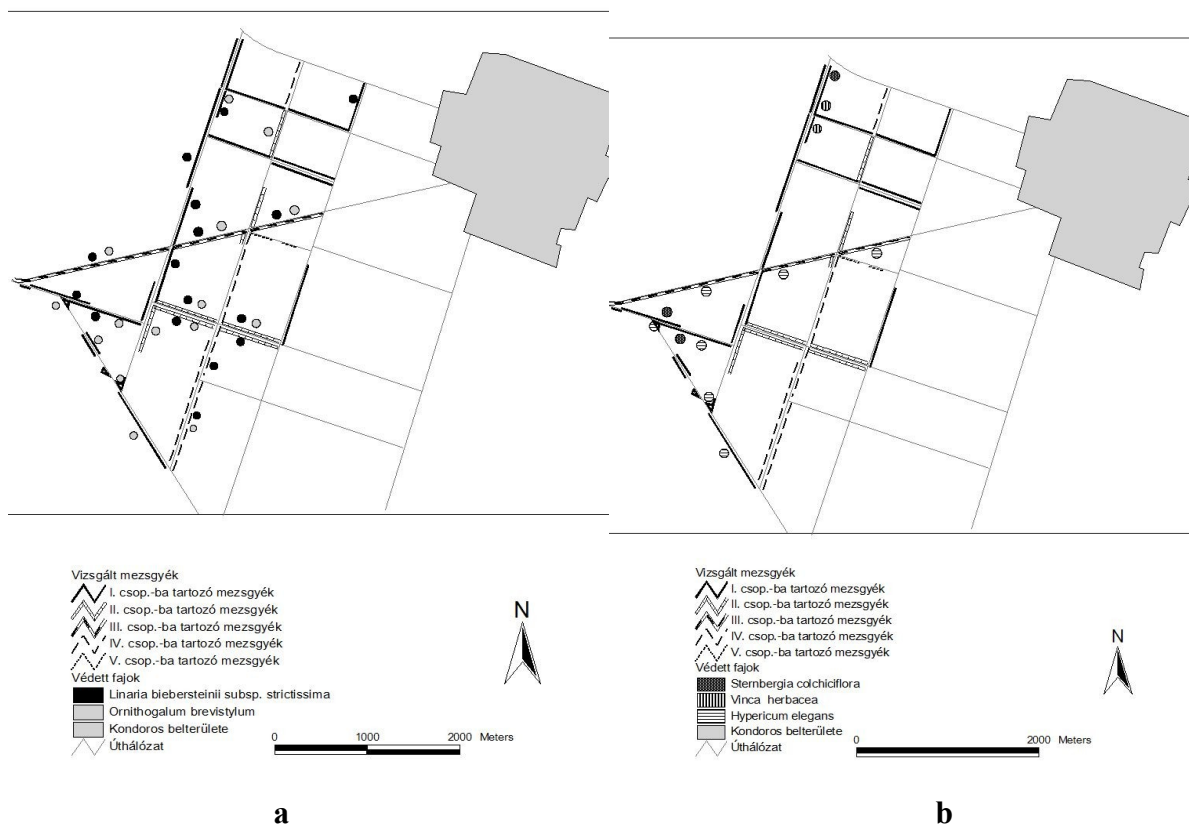 Vizsgált mezsgyék
I. csop.-ba tartozó mezsgyék
II. csop.-ba tartozó mezsgyék
III. csop.-ba tartozó mezsgyék
IV. csop.-ba tartozó mezsgyék
V. csop.-ba tartozó mezsgyék
Védett fajok
Linaria biebersteinii subsp. strictissima
Ornithogalum brevistylum
Kondoros belterülete
Úthálózat
N
0 1000 2000 Meters
a
Vizsgált mezsgyék
I. csop.-ba tartozó mezsgyék
II. csop.-ba tartozó mezsgyék
III. csop.-ba tartozó mezsgyék
IV. csop.-ba tartozó mezsgyék
V. csop.-ba tartozó mezsgyék
Védett fajok
Sternbergia colchiciflora
Vinca herbacea
Hypericum elegans
Kondoros belterülete
Úthálózat
N
0 2000 Meters
b